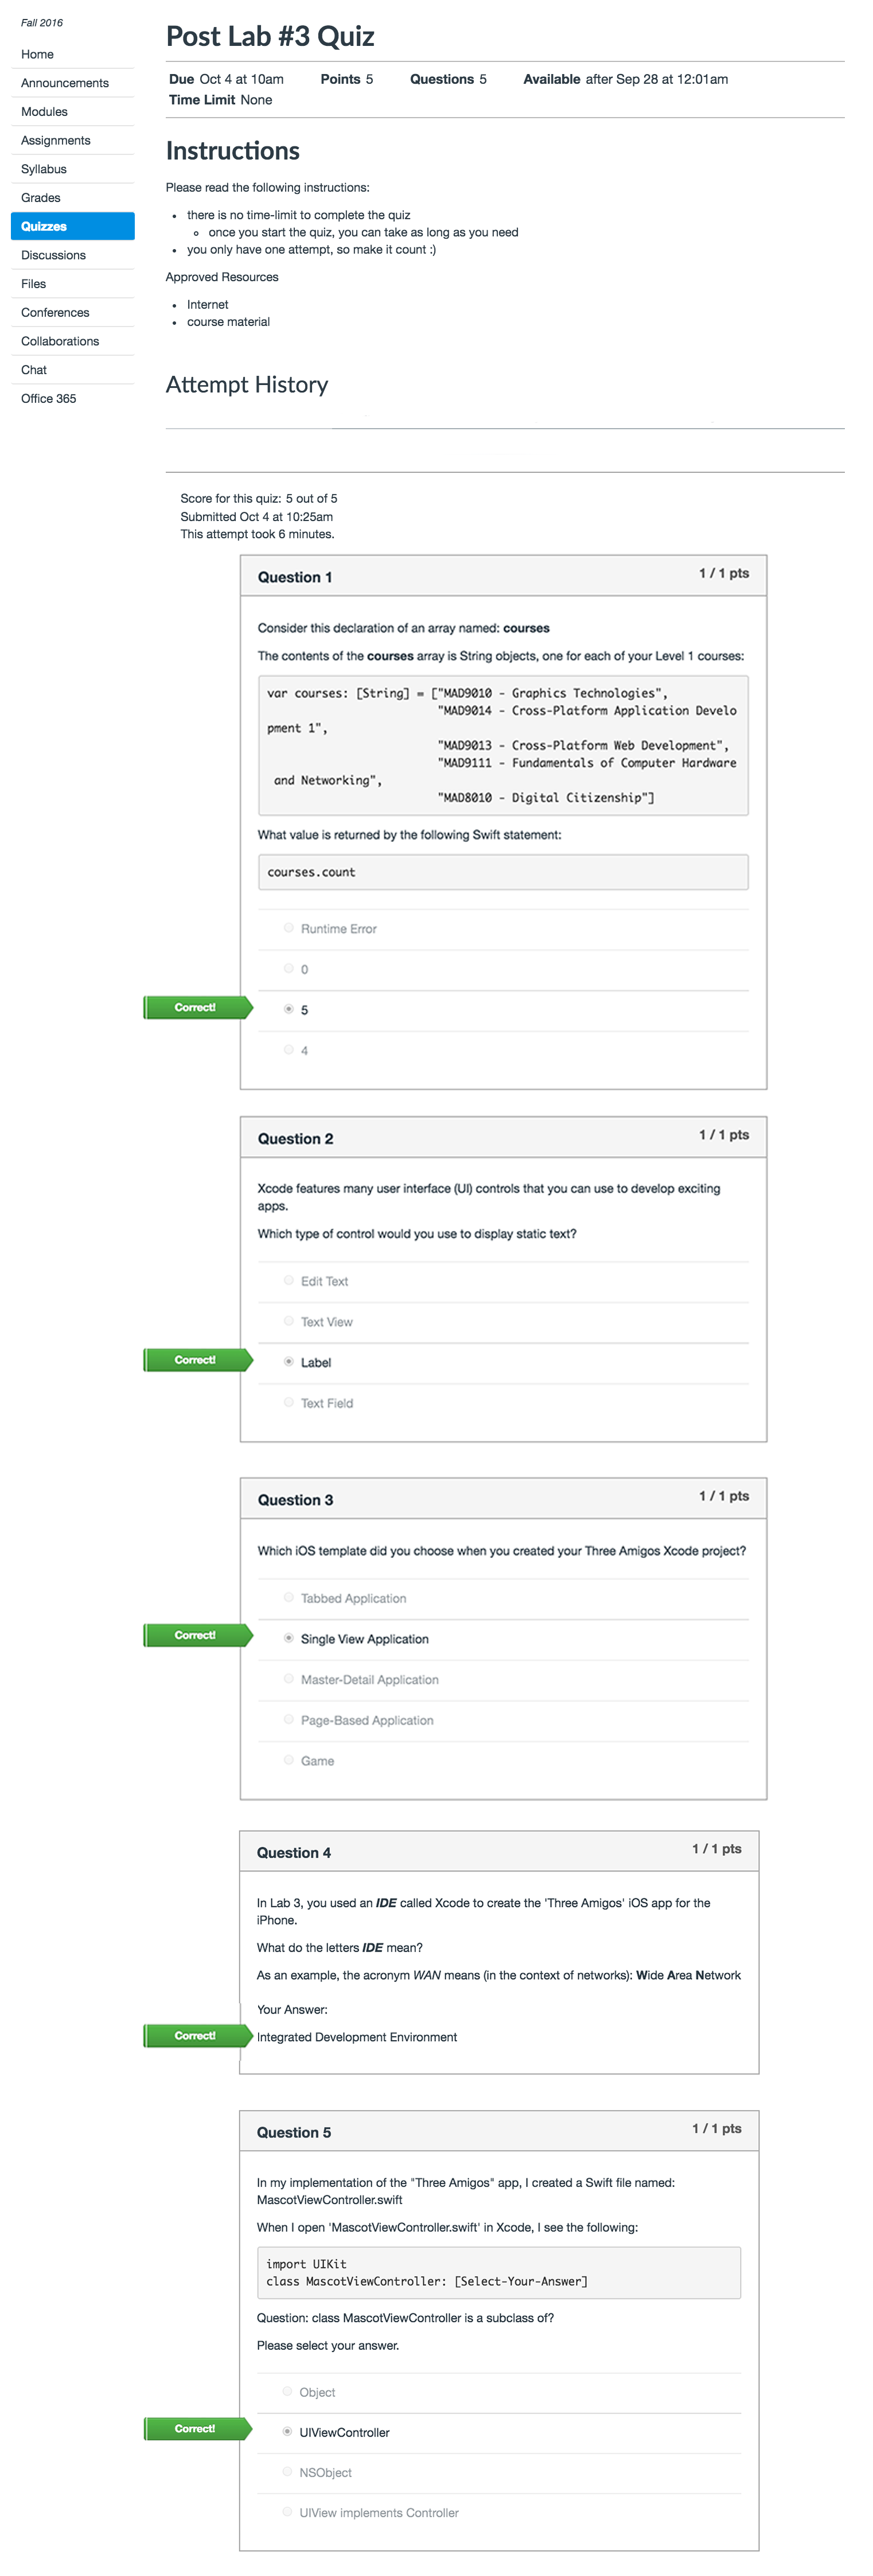 Fall 2016
Home
Announcements
Modules
Assignments
Syllabus
Grades
Quizzes
Discussions
Files
Conferences
Collaborations
Chat
Office 365
Post Lab #3 Quiz
Due Oct 4 at 10am Points 5 Questions 5 Available after Sep 28 at 12:01am
Time Limit None
Instructions
Please read the following instructions:
• there is no time-limit to complete the quiz
◦ once you start the quiz, you can take as long as you need
• you only have one attempt, so make it count :)
Approved Resources
• Internet
• course material
Attempt History
Score for this quiz: 5 out of 5
Submitted Oct 4 at 10:25am
This attempt took 6 minutes.
Question 1 1 / 1 pts
Consider this declaration of an array named: courses
The contents of the courses array is String objects, one for each of your Level 1 courses:
var courses: [String] = ["MAD9010 - Graphics Technologies",
"MAD9014 - Cross-Platform Application Develo
pment 1",
"MAD9013 - Cross-Platform Web Development",
"MAD9111 - Fundamentals of Computer Hardware
and Networking",
"MAD8010 - Digital Citizenship"]
What value is returned by the following Swift statement:
courses.count
Runtime Error
0
Correct! 5
4
Question 2 1 / 1 pts
Xcode features many user interface (UI) controls that you can use to develop exciting
apps.
Which type of control would you use to display static text?
Edit Text
Text View
Correct! Label
Text Field
Question 3 1 / 1 pts
Which iOS template did you choose when you created your Three Amigos Xcode project?
Tabbed Application
Correct! Single View Application
Master-Detail Application
Page-Based Application
Game
Question 4 1 / 1 pts
In Lab 3, you used an IDE called Xcode to create the 'Three Amigos' iOS app for the
iPhone.
What do the letters IDE mean?
As an example, the acronym WAN means (in the context of networks): Wide Area Network
Your Answer:
Correct! Integrated Development Environment
Question 5 1 / 1 pts
In my implementation of the "Three Amigos" app, I created a Swift file named:
MascotViewController.swift
When I open 'MascotViewController.swift' in Xcode, I see the following:
import UIKit
class MascotViewController: [Select-Your-Answer]
Question: class MascotViewController is a subclass of?
Please select your answer.
Object
Correct! UIViewController
NSObject
UIView implements Controller